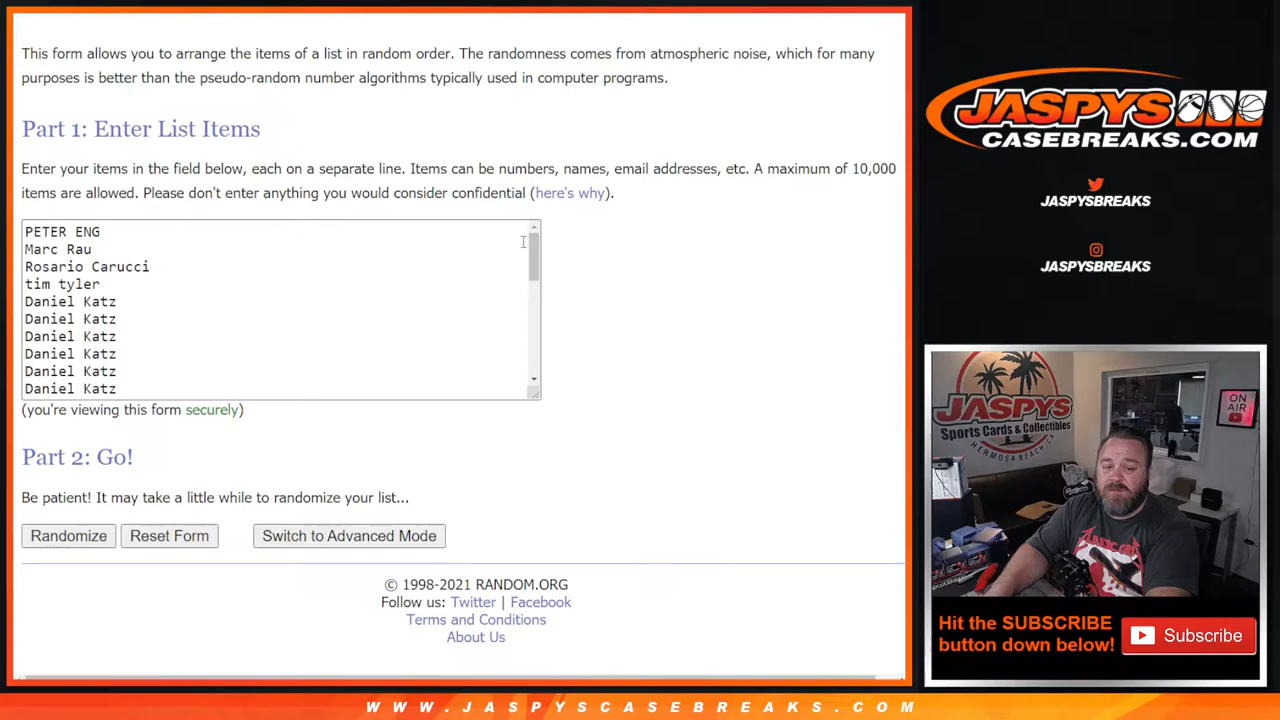 This form allows you to arrange the items of a list in random order. The randomness comes from atmospheric noise, which for many
purposes is better than the pseudo-random number algorithms typically used in computer programs.
Part 1: Enter List Items
Enter your items in the field below, each on a separate line. Items can be numbers, names, email addresses, etc. A maximum of 10,000
items are allowed. Please don't enter anything you would consider confidential (here's why).
PETER ENG
Marc Rau
Rosario Carucci
tim tyler
Daniel Katz
Daniel Katz
Daniel Katz
Daniel Katz
Daniel Katz
Daniel Katz
(you're viewing this form securely)
Part 2: Go!
Be patient! It may take a little while to randomize your list...
Randomize Reset Form Switch to Advanced Mode
© 1998-2021 RANDOM.ORG
Follow us: Twitter | Facebook
Terms and Conditions
About Us
JASPYS
CASEBREAKS.COM
JASPYSBREAKS
JASPYSBREAKS
JASPYS
Sports Cards & Collectibles
HERMOSA BEACH, CA
ON
AIR
Hit the SUBSCRIBE
button down below!
Subscribe
WWW.JASPYSCASEBREAKS.COM